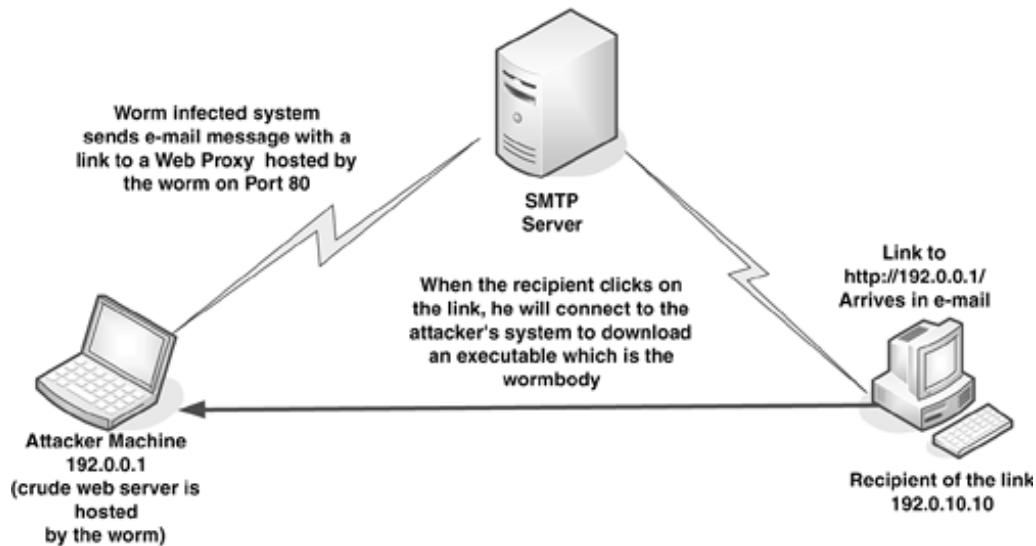 Worm infected system
sends e-mail message with a
link to a Web Proxy hosted by
the worm on Port 80
SMTP
Server
Link to
http://192.0.0.1/
Arrives in e-mail
When the recipient clicks on
the link, he will connect to the
attacker's system to download
an executable which is the
wormbody
Attacker Machine
192.0.0.1
(crude web server is
hosted
by the worm)
Recipient of the link
192.0.10.10